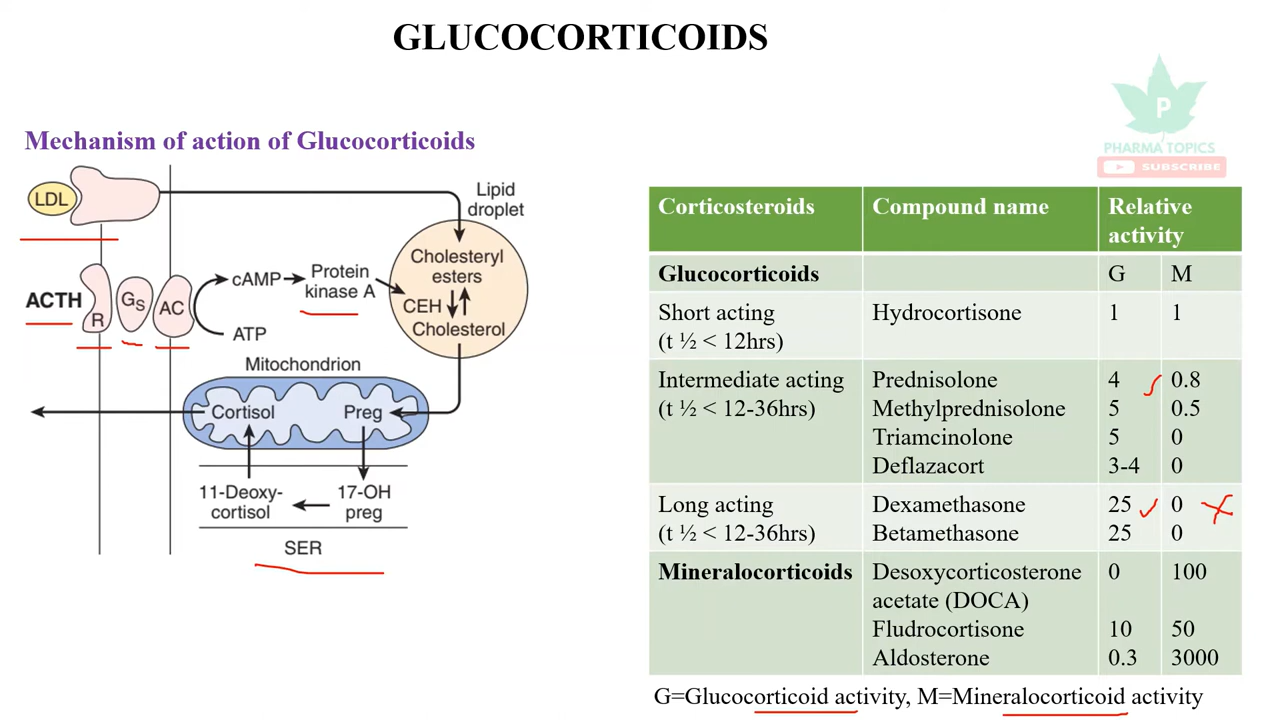 GLUCOCORTICOIDS
P
PHARMA TOPICS
SUBSCRIBE
Mechanism of action of Glucocorticoids
LDL
Lipid
droplet
Cholesteryl
esters
CEH
Cholesterol
ACTH
R
Gs
AC
cAMP
Protein
kinase A
ATP
Mitochondrion
Cortisol
Preg
11-Deoxy-
cortisol
17-OH
preg
SER
Corticosteroids Compound name Relative
activity
Glucocorticoids G M
Short acting Hydrocortisone 1 1
(t ½ < 12hrs)
Intermediate acting Prednisolone 4 0.8
(t ½ < 12-36hrs) Methylprednisolone 5 0.5
Triamcinolone 5 0
Deflazacort 3-4 0
Long acting Dexamethasone 25 0
(t ½ < 12-36hrs) Betamethasone 25 0
Mineralocorticoids Desoxycorticosterone 0 100
acetate (DOCA)
Fludrocortisone 10 50
Aldosterone 0.3 3000
G=Glucocorticoid activity, M=Mineralocorticoid activity